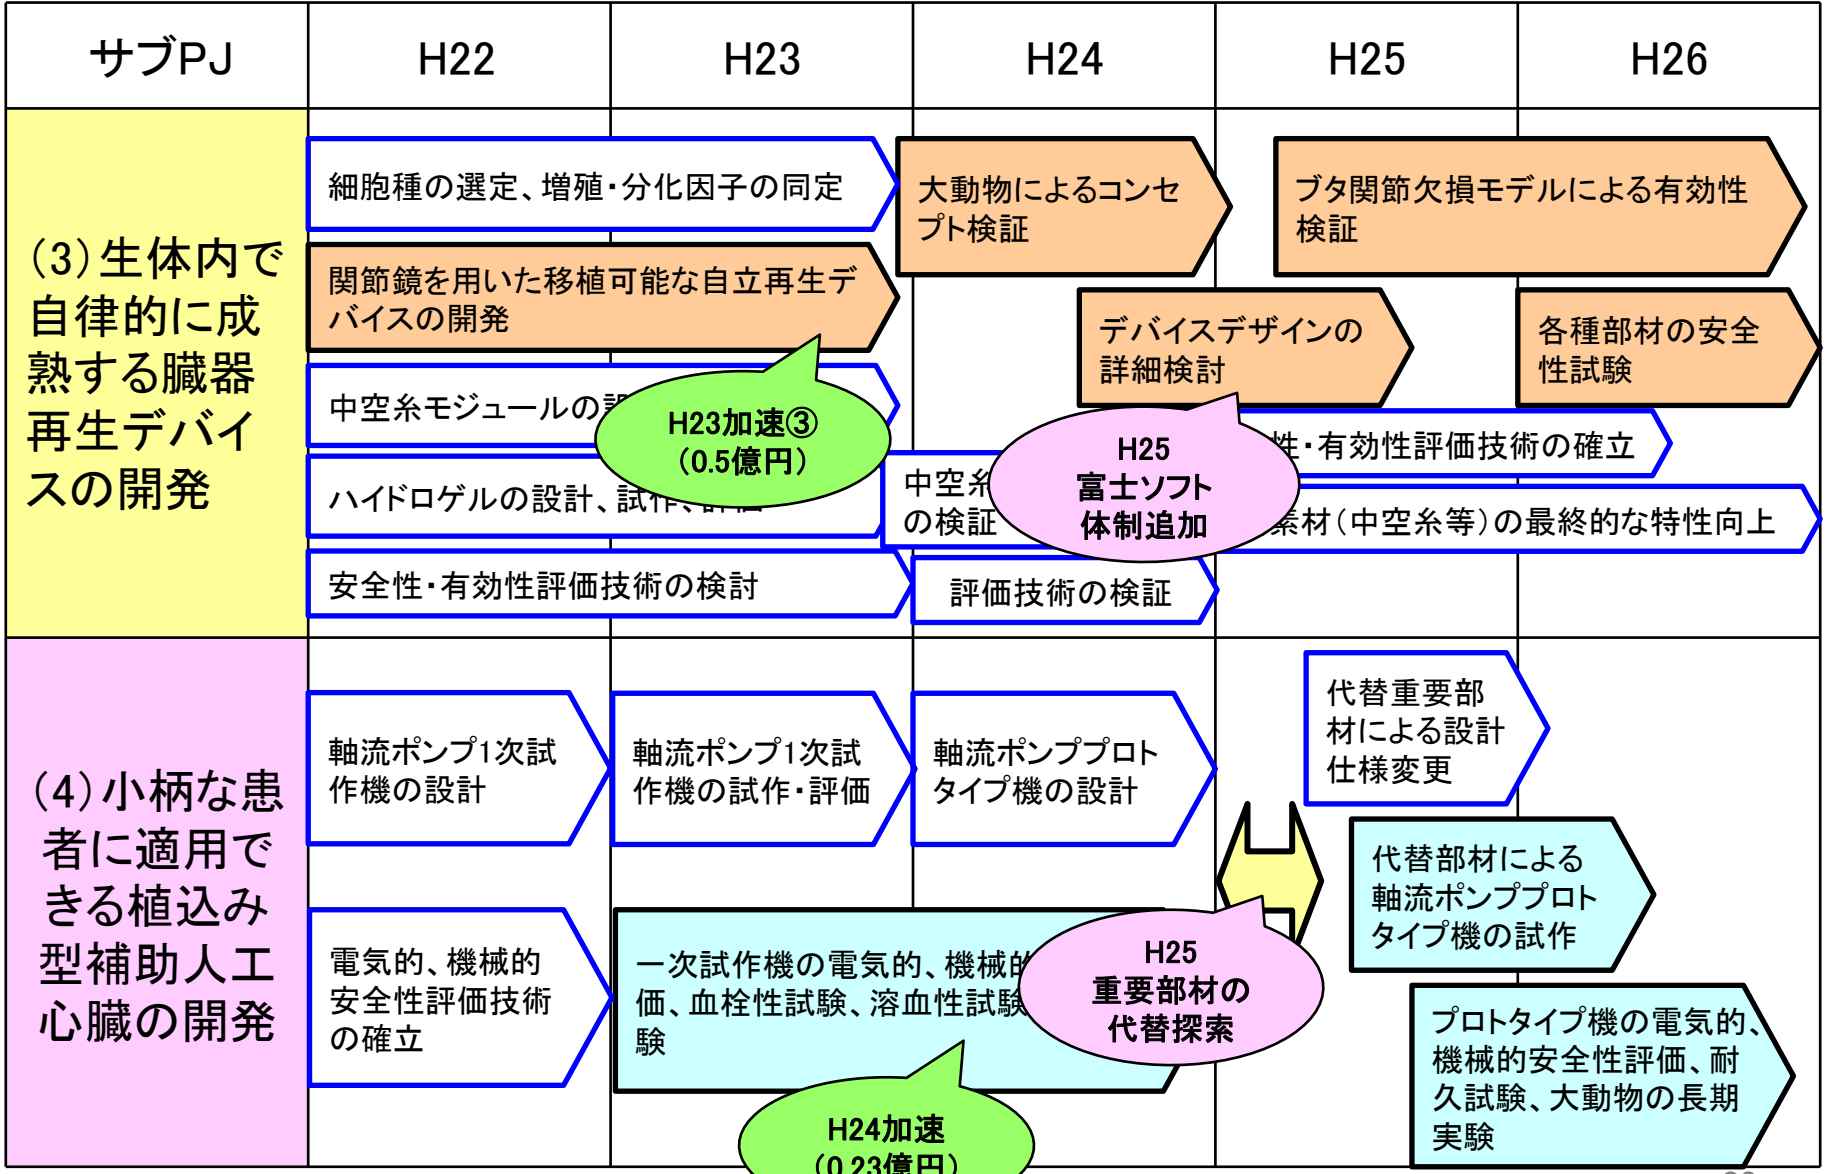 サブPJ
H22
H23
H24
H25
H26
(3)生体内で
自律的に成
熟する臓器
再生デバイ
スの開発
細胞種の選定、増殖・分化因子の同定
大動物によるコンセ
プト検証
ブタ関節欠損モデルによる有効性
検証
関節鏡を用いた移植可能な自立再生デ
バイスの開発
デバイスデザインの
詳細検討
各種部材の安全
性試験
中空糸モジュールの
H23加速③
(0.5億円)
H25
富士ソフト
体制追加
性・有効性評価技術の確立
ハイドロゲルの設計、試作、評価
中空糸
の検証
素材(中空糸等)の最終的な特性向上
安全性・有効性評価技術の検討
評価技術の検証
(4)小柄な患
者に適用で
きる植込み
型補助人工
心臓の開発
軸流ポンプ1次試
作機の設計
軸流ポンプ1次試
作機の試作・評価
軸流ポンププロト
タイプ機の設計
代替重要部
材による設計
仕様変更
代替部材による
軸流ポンププロト
タイプ機の試作
電気的、機械的
安全性評価技術
の確立
一次試作機の電気的、機械的
価、血栓性試験、溶血性試験
験
H25
重要部材の
代替探索
プロトタイプ機の電気的、
機械的安全性評価、耐
久試験、大動物の長期
実験
H24加速
(0.23億円)